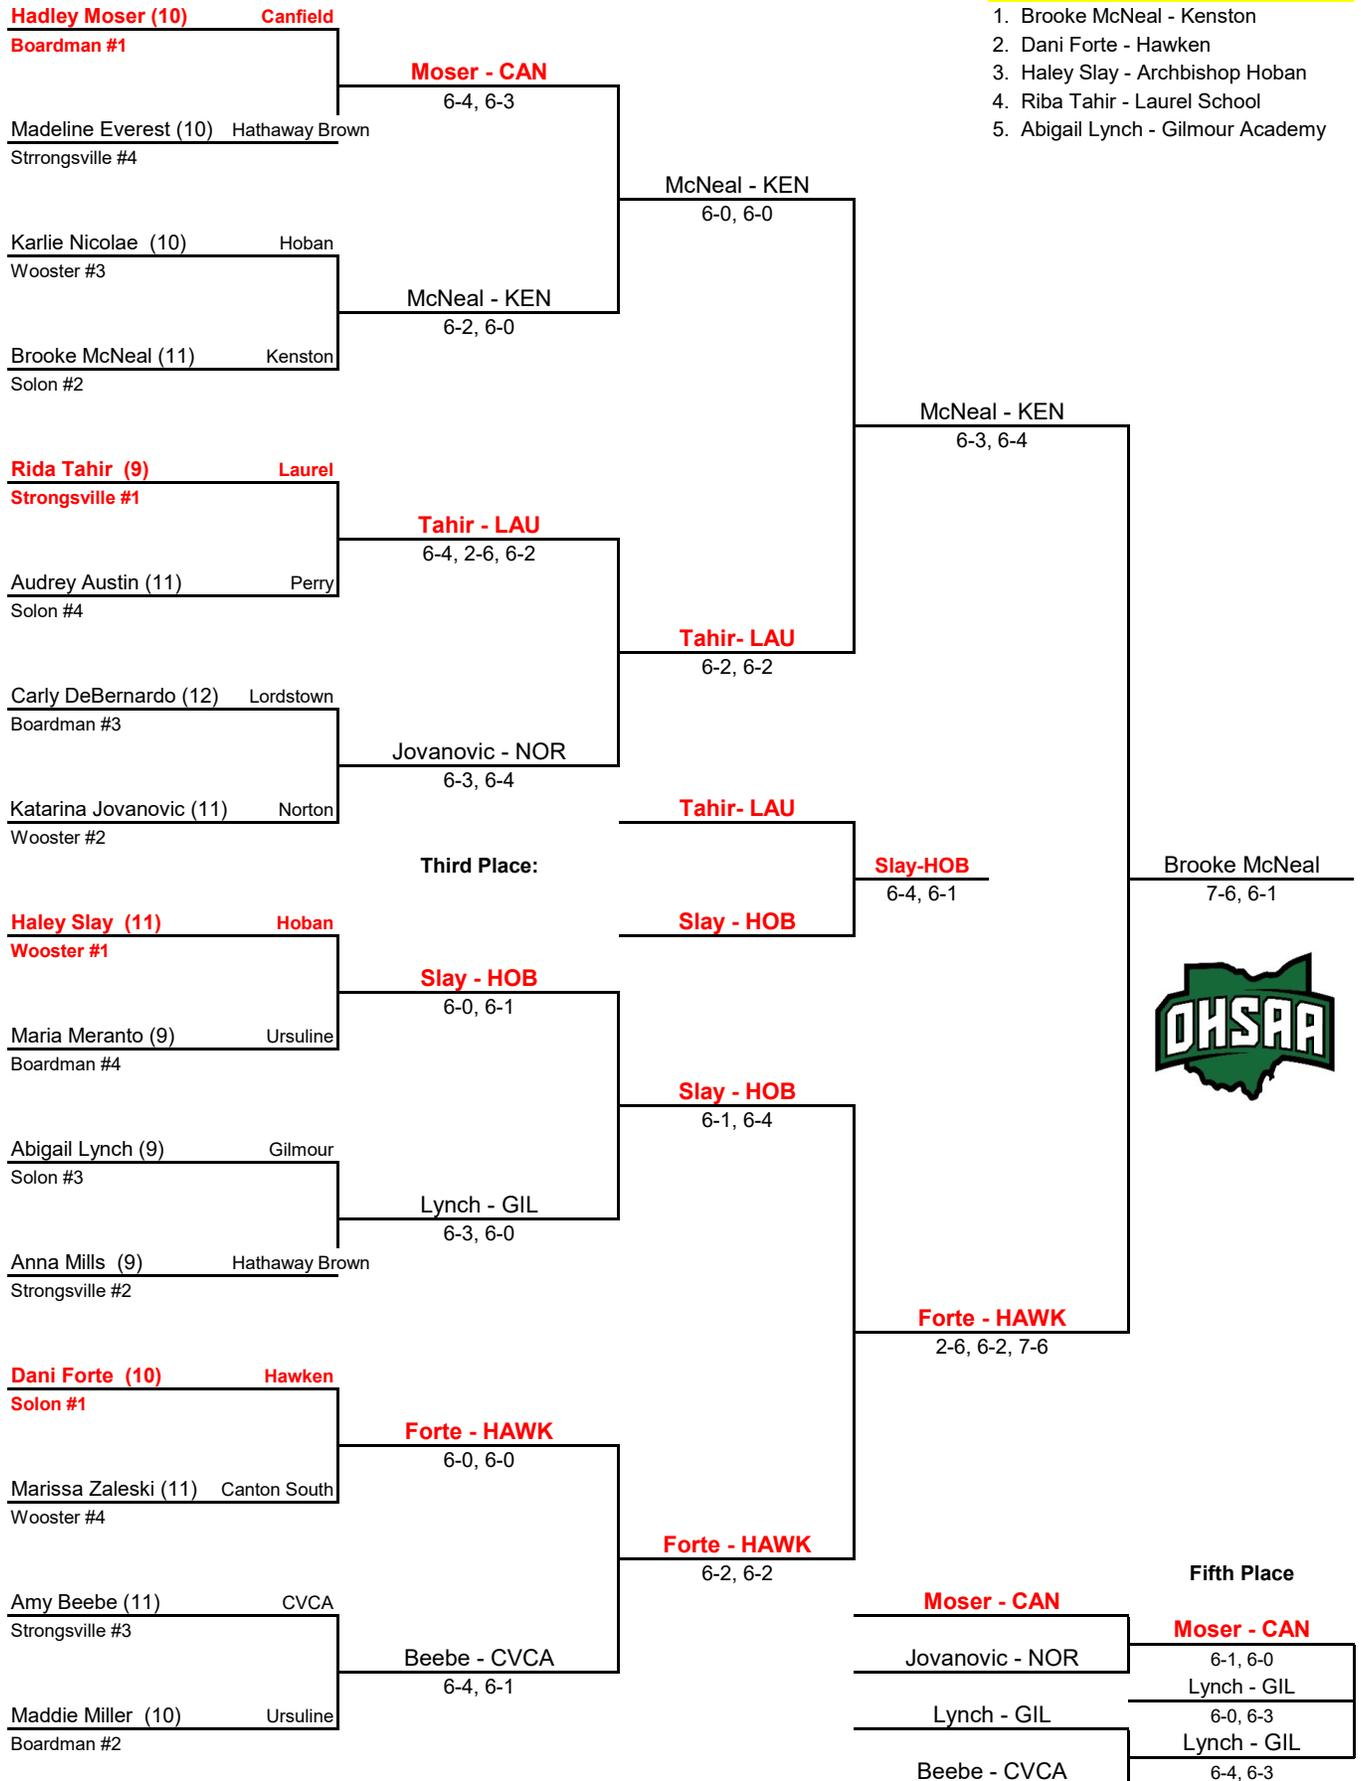 Hadley Moser (10) Canfield
Boardman #1
Moser - CAN
6-4, 6-3
Madeline Everest (10) Hathaway Brown
Strrongsville #4
McNeal - KEN
6-0, 6-0
Karlie Nicolae (10) Hoban
Wooster #3
McNeal - KEN
6-2, 6-0
Brooke McNeal (11) Kenston
Solon #2
McNeal - KEN
6-3, 6-4
Rida Tahir (9) Laurel
Strongsville #1
Tahir - LAU
6-4, 2-6, 6-2
Audrey Austin (11) Perry
Solon #4
Tahir- LAU
6-2, 6-2
Carly DeBernardo (12) Lordstown
Boardman #3
Jovanovic - NOR
6-3, 6-4
Katarina Jovanovic (11) Norton
Wooster #2
1. Brooke McNeal - Kenston
2. Dani Forte - Hawken
3. Haley Slay - Archbishop Hoban
4. Riba Tahir - Laurel School
5. Abigail Lynch - Gilmour Academy
Tahir- LAU
Third Place:
Slay-HOB
6-4, 6-1
Slay - HOB
Brooke McNeal
7-6, 6-1
OHSAA
Haley Slay (11) Hoban
Wooster #1
Slay - HOB
6-0, 6-1
Maria Meranto (9) Ursuline
Boardman #4
Slay - HOB
6-1, 6-4
Abigail Lynch (9) Gilmour
Solon #3
Lynch - GIL
6-3, 6-0
Anna Mills (9) Hathaway Brown
Strongsville #2
Forte - HAWK
2-6, 6-2, 7-6
Dani Forte (10) Hawken
Solon #1
Forte - HAWK
6-0, 6-0
Marissa Zaleski (11) Canton South
Wooster #4
Forte - HAWK
6-2, 6-2
Amy Beebe (11) CVCA
Strongsville #3
Beebe - CVCA
6-4, 6-1
Maddie Miller (10) Ursuline
Boardman #2
Fifth Place
Moser - CAN
Moser - CAN
Jovanovic - NOR
6-1, 6-0
Lynch - GIL
Lynch - GIL
6-0, 6-3
Lynch - GIL
Beebe - CVCA
6-4, 6-3